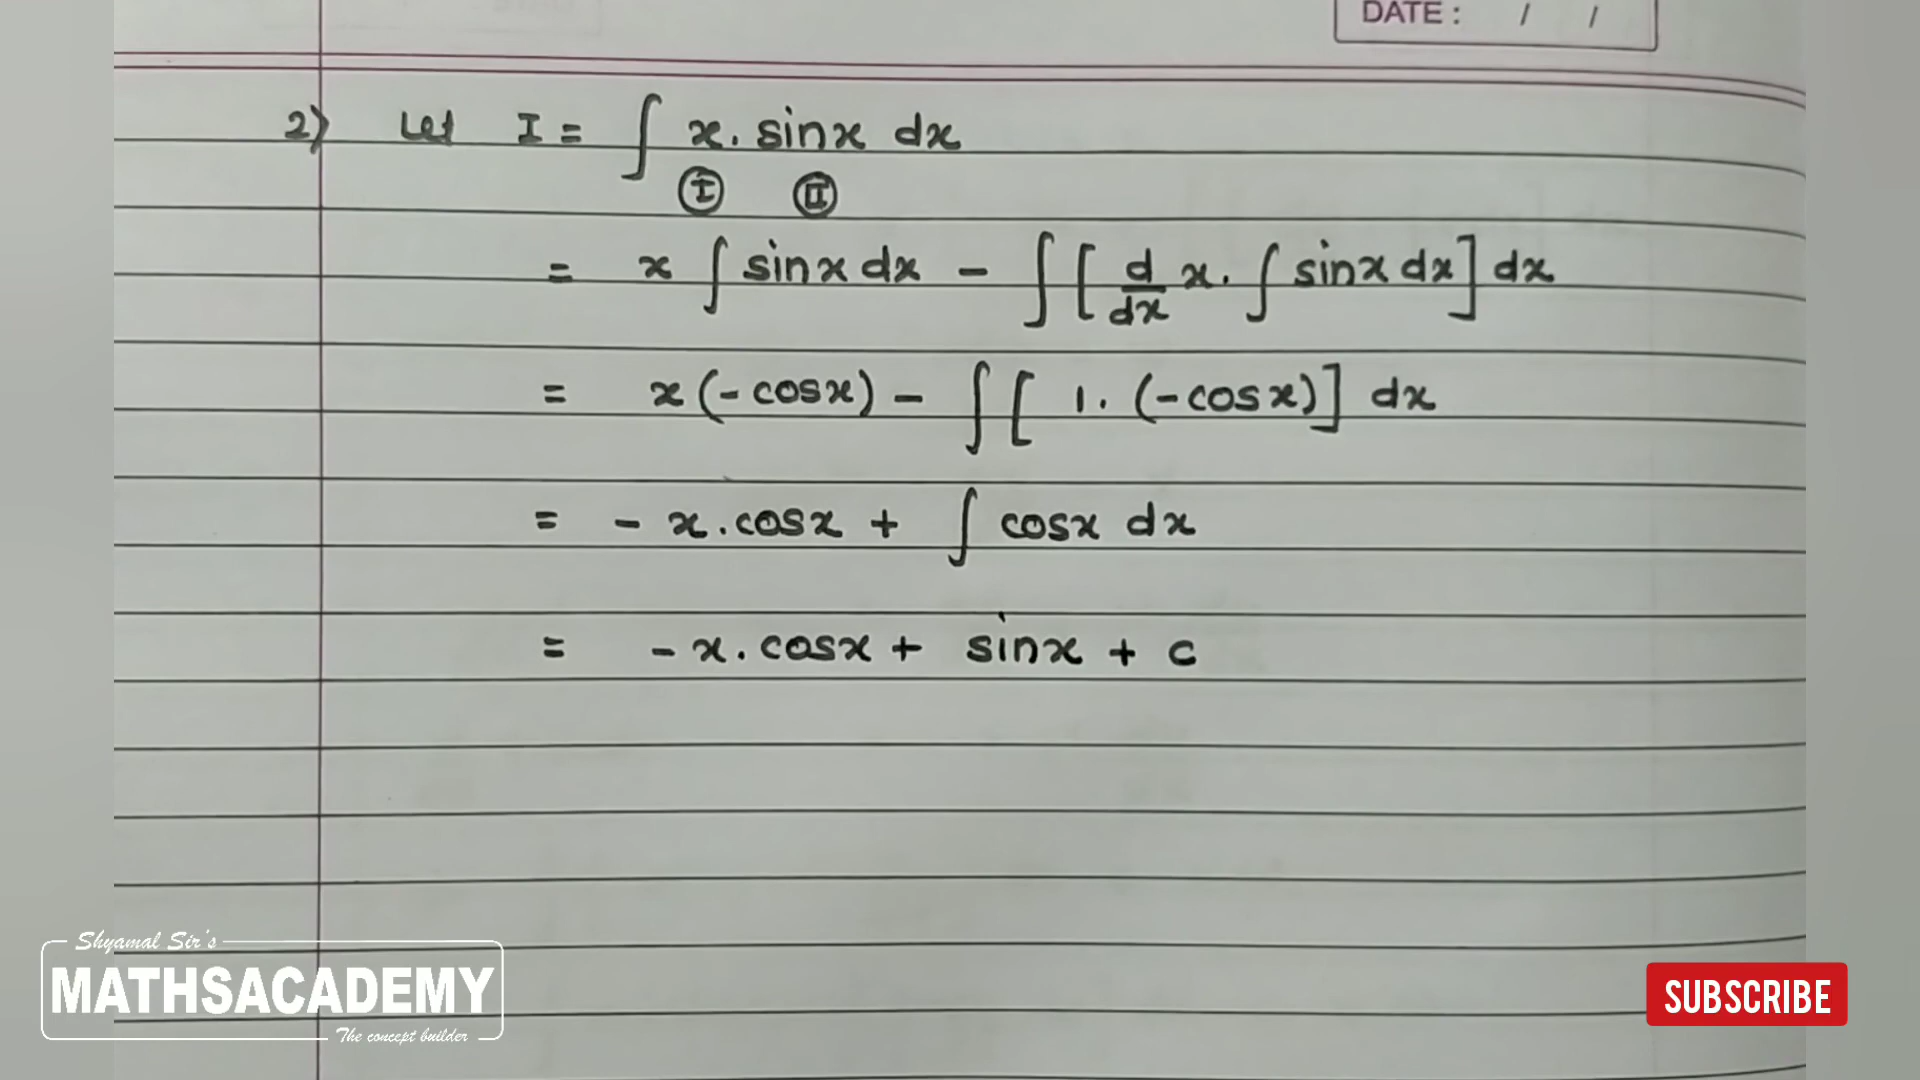 DATE : / /
2) Let I = ∫ x. sinx dx
Ⓘ Ⅱ
= x ∫ sinx dx - ∫ [ d/dx x. ∫ sinx dx ] dx
= x (- cosx) - ∫ [ 1. (-cosx) ] dx
= - x.cosx + ∫ cosx dx
= - x. cosx + sinx + c
Shyamal Sir's
MATHSACADEMY
The concept builder
SUBSCRIBE